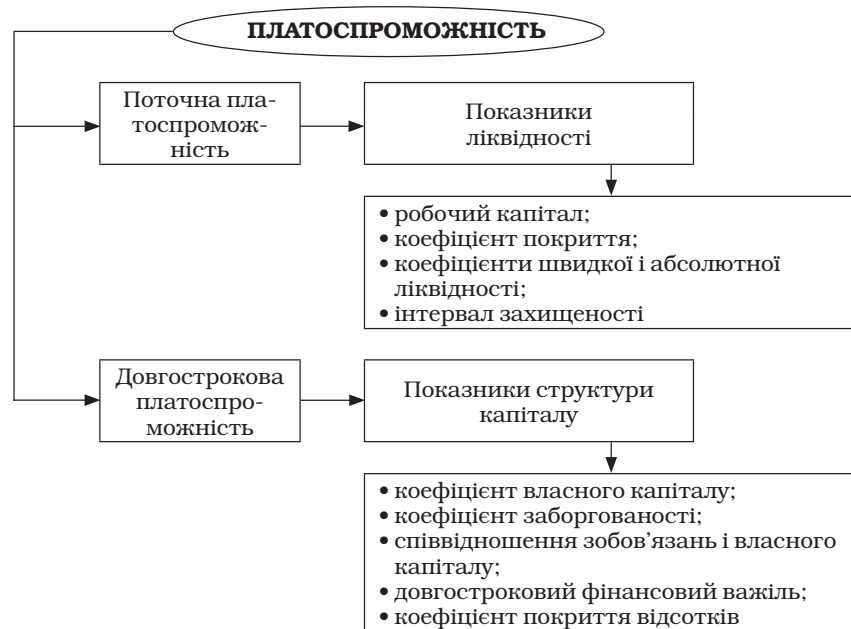 ПЛАТОСПРОМОЖНІСТЬ
Поточна пла-
тоспромож-
ність
Показники
ліквідності
• робочий капітал;
• коефіцієнт покриття;
• коефіцієнти швидкої і абсолютної
ліквідності;
• інтервал захищеності
Довгострокова
платоспро-
можність
Показники структури
капіталу
• коефіцієнт власного капіталу;
• коефіцієнт заборгованості;
• співвідношення зобов’язань і власного
капіталу;
• довгостроковий фінансовий важіль;
• коефіцієнт покриття відсотків